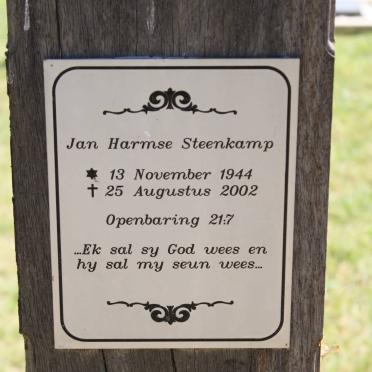 Jan Harmse Steenkamp
✶ 13 November 1944
✝ 25 Augustus 2002
Openbaring 21:7
...Ek sal sy God wees en
hy sal my seun wees...